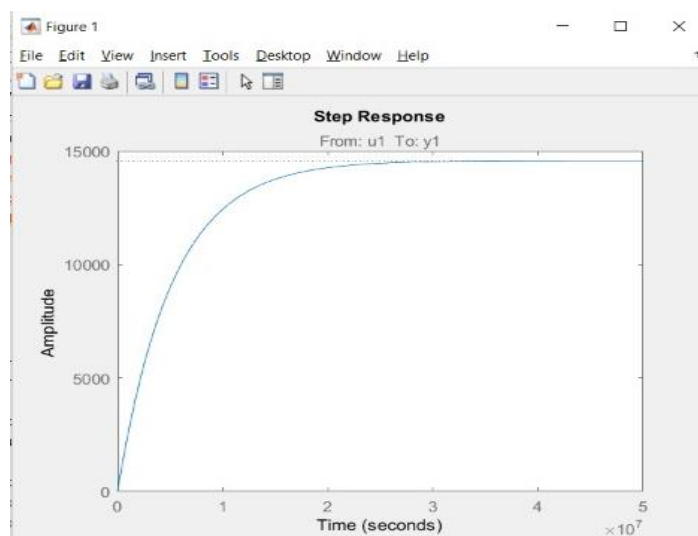 Figure 1
File Edit View Insert Tools Desktop Window Help
Step Response
From: u1 To: y1
15000
10000
Amplitude
5000
0
0 1 2 3 4 5
Time (seconds)
×10⁷